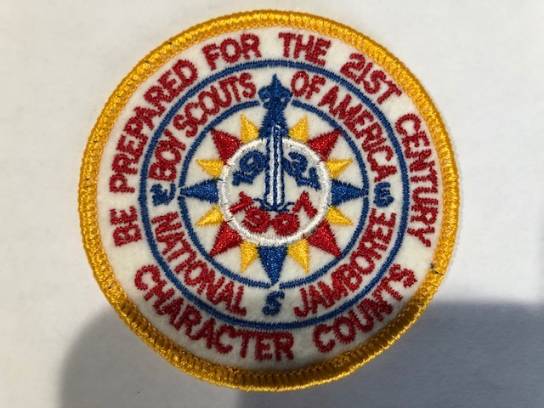 BE PREPARED FOR THE 21ST CENTURY
BOY SCOUTS OF AMERICA
1937
1997
W E
S
NATIONAL JAMBOREE
CHARACTER COUNTS